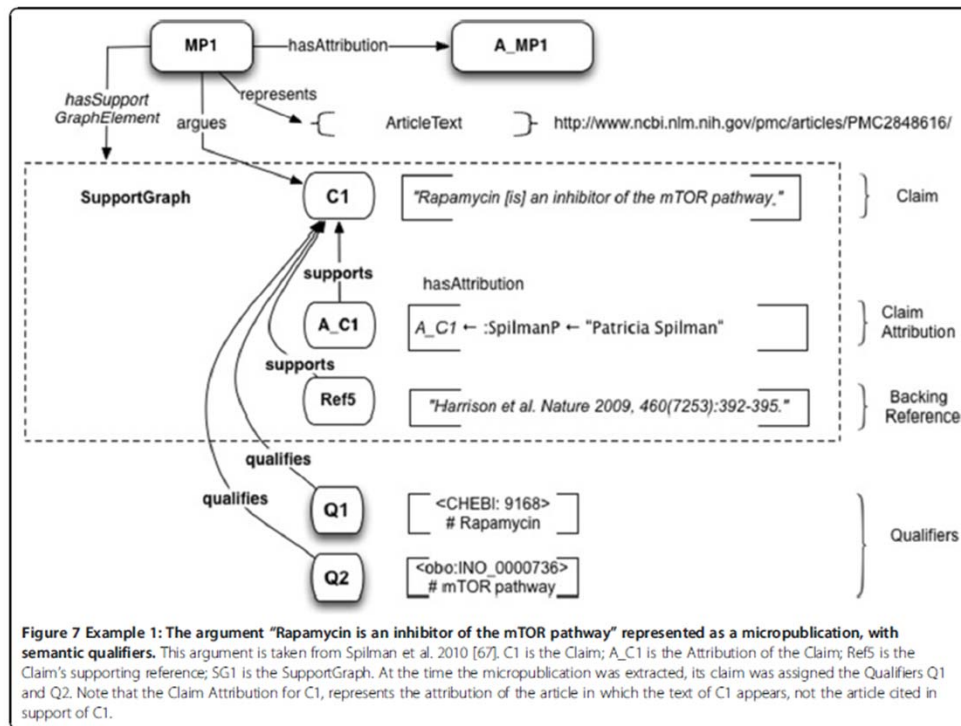 MP1
hasAttribution
A_MP1
hasSupport
GraphElement
argues
represents
ArticleText
http://www.ncbi.nlm.nih.gov/pmc/articles/PMC2848616/
SupportGraph
C1
"Rapamycin [is] an inhibitor of the mTOR pathway."
Claim
supports
hasAttribution
A_C1
A_C1 ← :SpilmanP ← "Patricia Spilman"
Claim
Attribution
supports
Ref5
"Harrison et al. Nature 2009, 460(7253):392-395."
Backing
Reference
qualifies
qualifies
Q1
<CHEBI: 9168>
# Rapamycin
Qualifiers
Q2
<obo:INO_0000736>
# mTOR pathway
Figure 7 Example 1: The argument "Rapamycin is an inhibitor of the mTOR pathway" represented as a micropublication, with
semantic qualifiers. This argument is taken from Spilman et al. 2010 [67]. C1 is the Claim; A_C1 is the Attribution of the Claim; Ref5 is the
Claim's supporting reference; SG1 is the SupportGraph. At the time the micropublication was extracted, its claim was assigned the Qualifiers Q1
and Q2. Note that the Claim Attribution for C1, represents the attribution of the article in which the text of C1 appears, not the article cited in
support of C1.